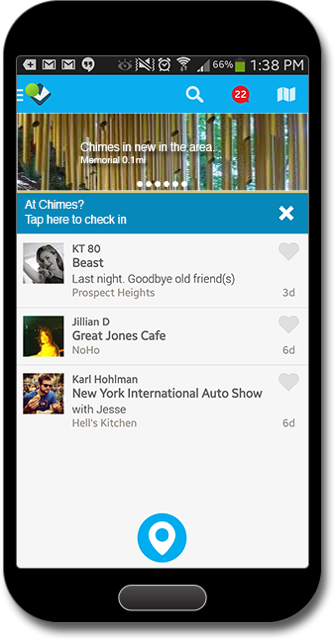 66% 1:38 PM
22
Chimes in new in the area.
Memorial 0.1mi
At Chimes?
Tap here to check in
KT 80
Beast
Last night. Goodbye old friend(s)
Prospect Heights 3d
Jillian D
Great Jones Cafe
NoHo 6d
Karl Hohlman
New York International Auto Show
with Jesse
Hell's Kitchen 6d